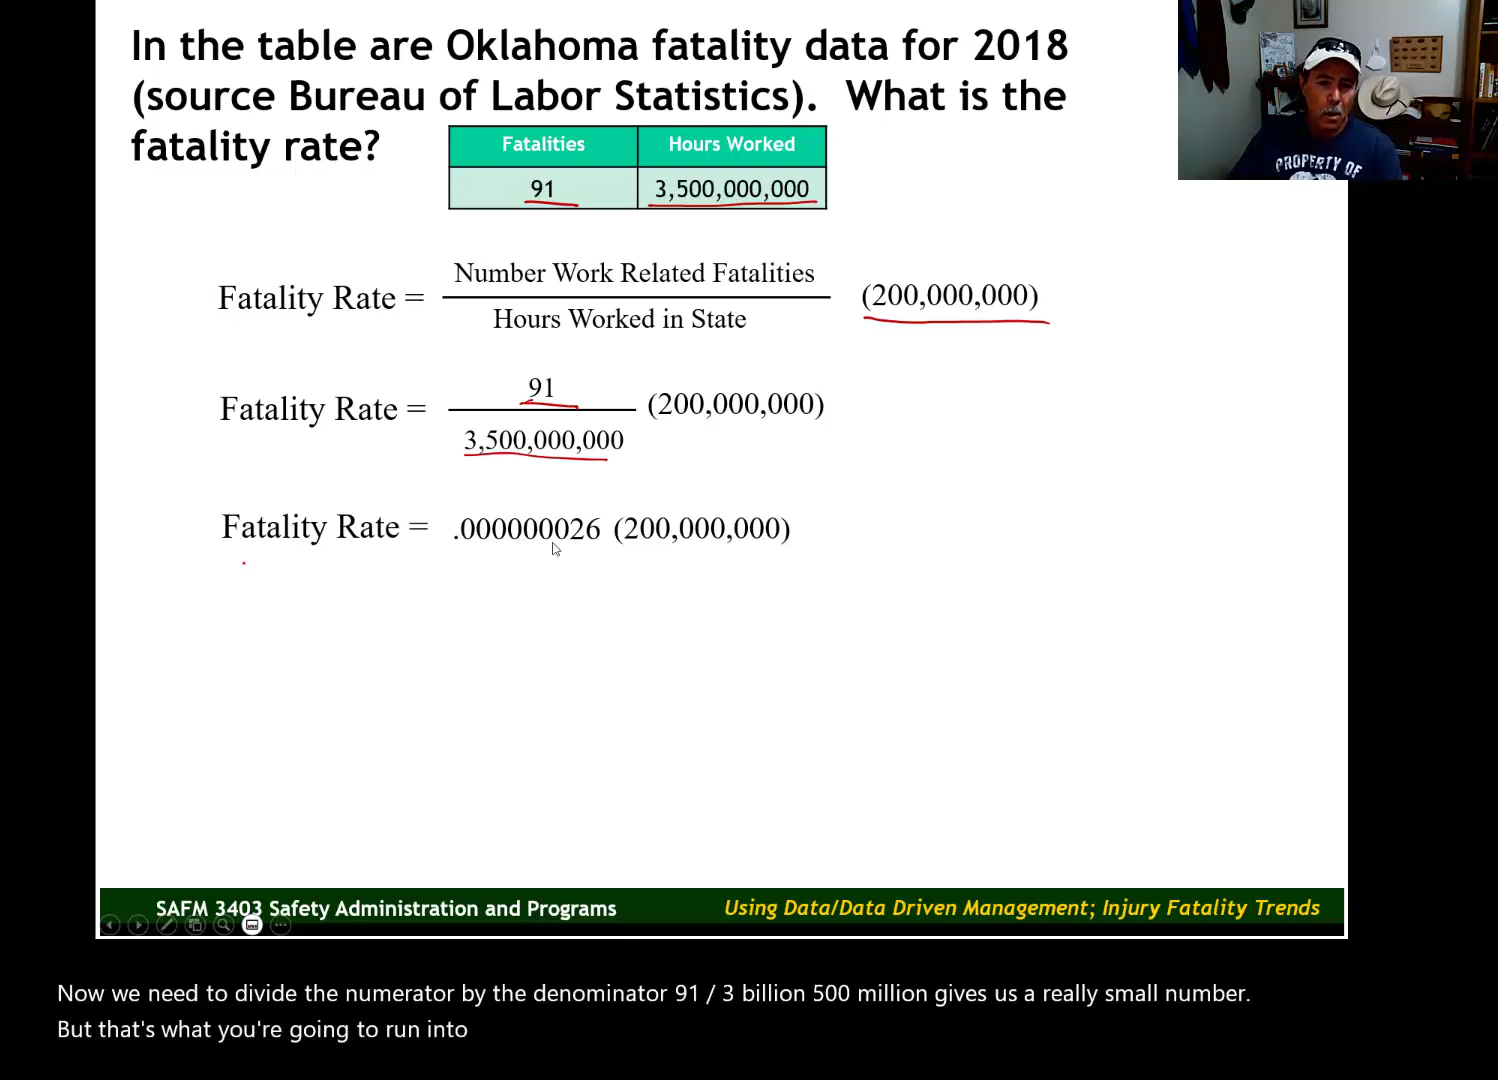 In the table are Oklahoma fatality data for 2018
(source Bureau of Labor Statistics). What is the
fatality rate?
Fatalities Hours Worked
91 3,500,000,000
Number Work Related Fatalities
Fatality Rate = (200,000,000)
Hours Worked in State
91
Fatality Rate = (200,000,000)
3,500,000,000
Fatality Rate = .000000026 (200,000,000)
PROPERTY OF
SAFM 3403 Safety Administration and Programs Using Data/Data Driven Management; Injury Fatality Trends
Now we need to divide the numerator by the denominator 91 / 3 billion 500 million gives us a really small number.
But that's what you're going to run into